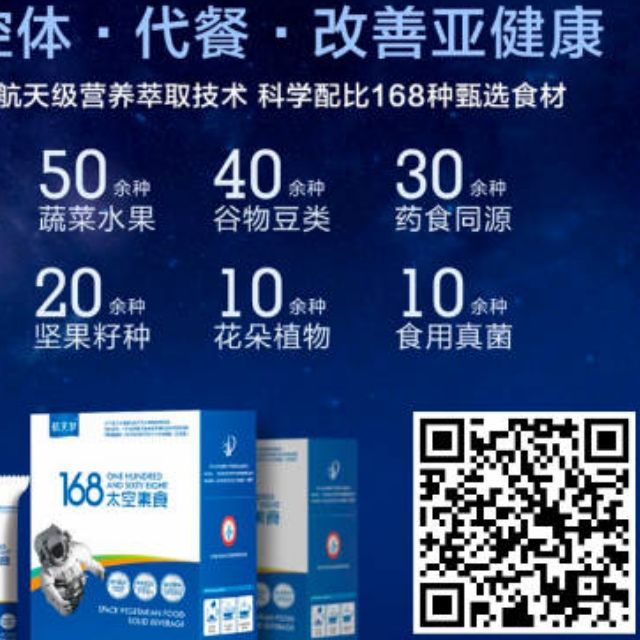 控体·代餐·改善亚健康
航天级营养萃取技术 科学配比168种甄选食材
50余种 40余种 30余种
蔬菜水果 谷物豆类 药食同源
20余种 10余种 10余种
坚果籽种 花朵植物 食用真菌
航天梦
168 ONE HUNDRED
AND SIXTY EIGHT
太空素食
SPACE VEGETARIAN FOOD
SOLID BEVERAGE